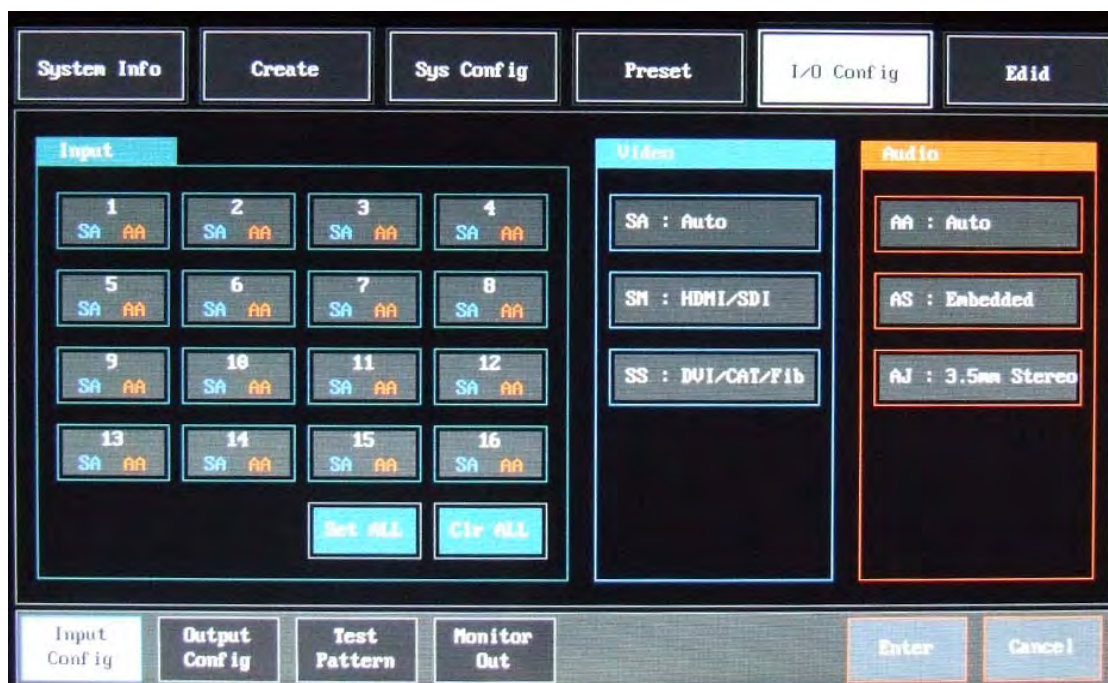 System Info Create Sys Config Preset I/O Config Edid
Input Video Audio
1 2 3 4
SA AA SA AA SA AA SA AA
SA : Auto
AA : Auto
5 6 7 8
SA AA SA AA SA AA SA AA
SM : HDMI/SDI
AS : Embedded
9 10 11 12
SA AA SA AA SA AA SA AA
SS : DVI/CAT/Fib
AJ : 3.5mm Stereo
13 14 15 16
SA AA SA AA SA AA SA AA
Set ALL Clr ALL
Input Config
Output Config
Test Pattern
Monitor Out
Enter
Cancel